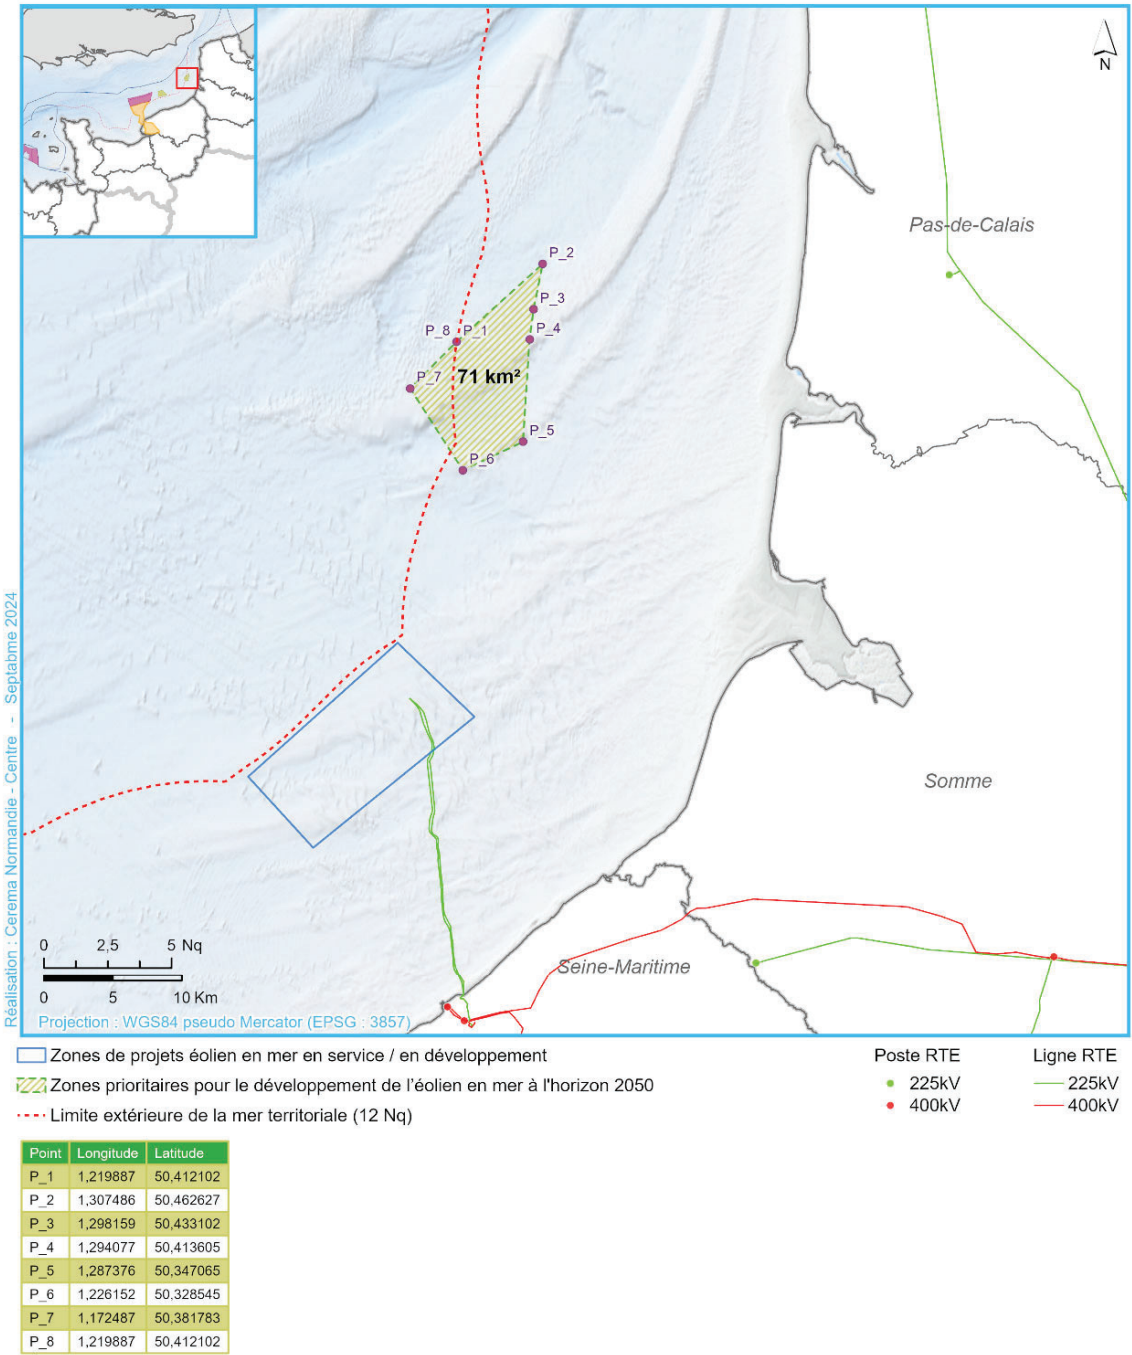 N
Pas-de-Calais
P_2
P_3
P_8
P_1
P_4
P_7
71 km²
P_5
P_6
Somme
Seine-Maritime
0 2,5 5 Nq
0 5 10 Km
Projection : WGS84 pseudo Mercator (EPSG : 3857)
Réalisation : Cerema Normandie - Centre - Septabme 2024
Zones de projets éolien en mer en service / en développement
Zones prioritaires pour le développement de l'éolien en mer à l'horizon 2050
Limite extérieure de la mer territoriale (12 Nq)
Poste RTE
225kV
400kV
Ligne RTE
225kV
400kV
Point Longitude Latitude
P_1 1,219887 50,412102
P_2 1,307486 50,462627
P_3 1,298159 50,433102
P_4 1,294077 50,413605
P_5 1,287376 50,347065
P_6 1,226152 50,328545
P_7 1,172487 50,381783
P_8 1,219887 50,412102